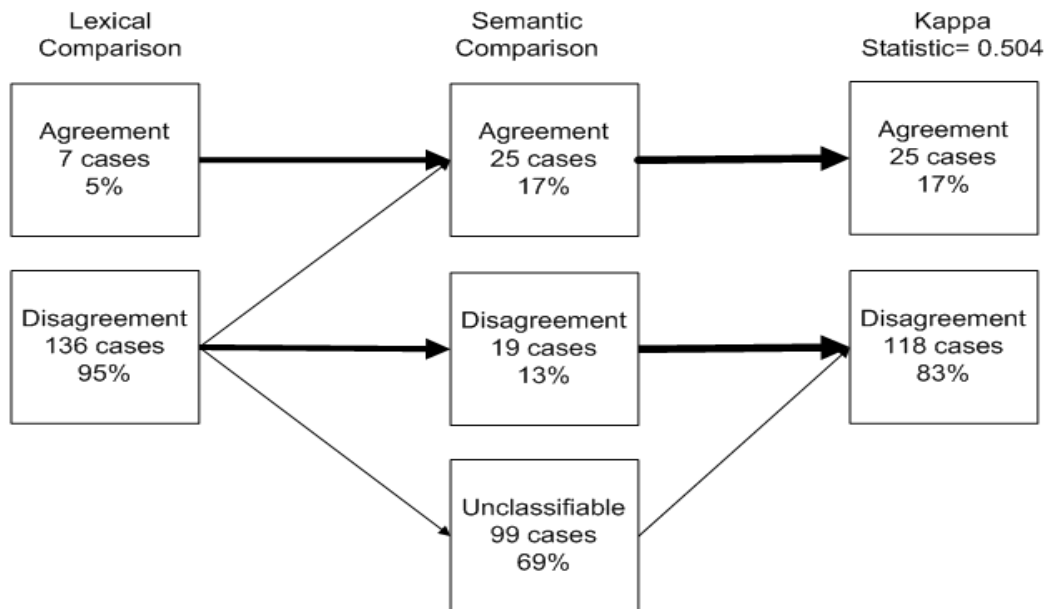 Lexical
Comparison
Semantic
Comparison
Kappa
Statistic= 0.504
Agreement
7 cases
5%
Agreement
25 cases
17%
Agreement
25 cases
17%
Disagreement
136 cases
95%
Disagreement
19 cases
13%
Disagreement
118 cases
83%
Unclassifiable
99 cases
69%